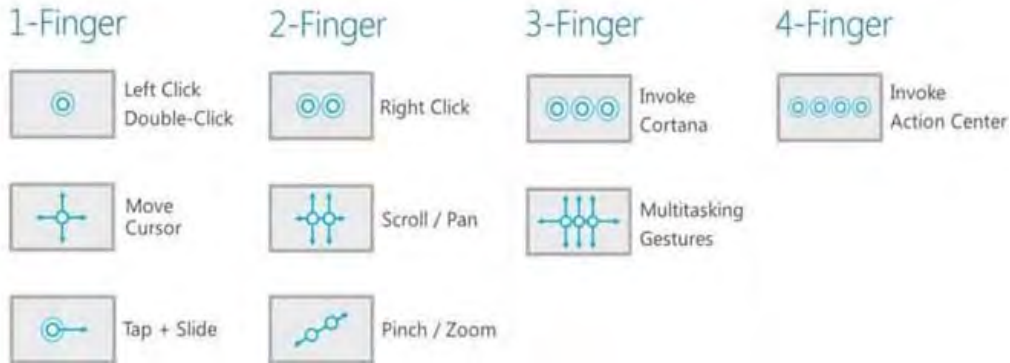 1-Finger
2-Finger
3-Finger
4-Finger
Left Click
Double-Click
Right Click
Invoke
Cortana
Invoke
Action Center
Move
Cursor
Scroll / Pan
Multitasking
Gestures
Tap + Slide
Pinch / Zoom